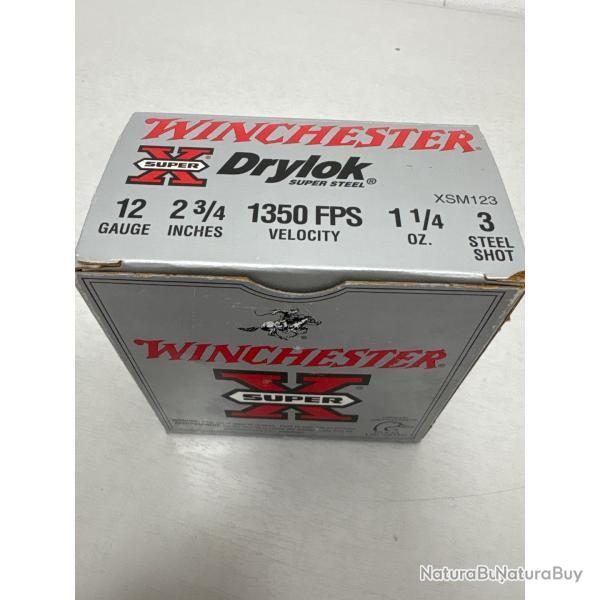 WINCHESTER®
SUPER X® Drylok
SUPER STEEL®
XSM123
12 2 3/4 1350 FPS 1 1/4 3
GAUGE INCHES VELOCITY OZ. STEEL
SHOT
WINCHESTER
SUPER X
NaturaBuy NaturaBuy